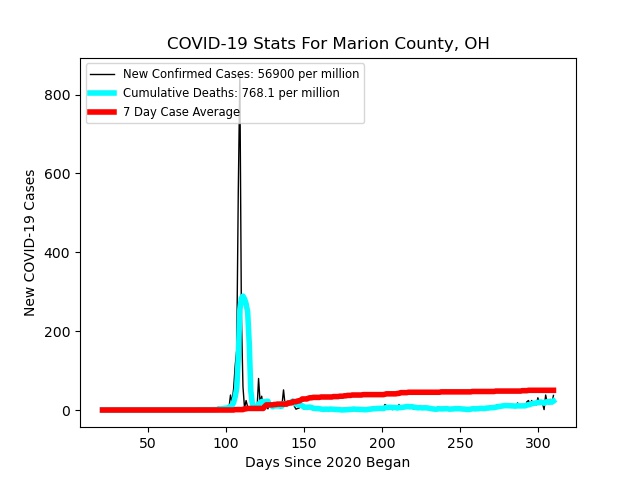 COVID-19 Stats For Marion County, OH
New Confirmed Cases: 56900 per million
Cumulative Deaths: 768.1 per million
7 Day Case Average
New COVID-19 Cases
800
600
400
200
0
50 100 150 200 250 300
Days Since 2020 Began